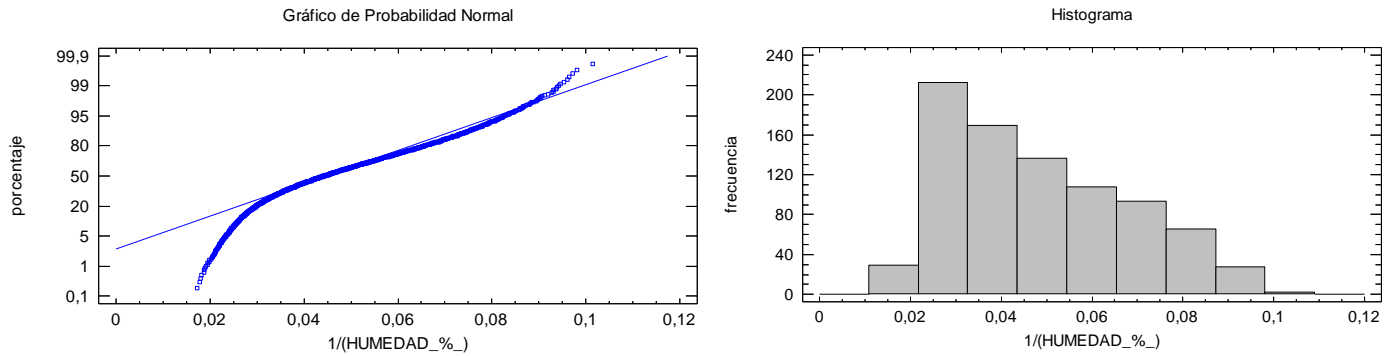 Gráfico de Probabilidad Normal
99,9
99
95
80
50
20
5
1
0,1
porcentaje
0 0,02 0,04 0,06 0,08 0,1 0,12
1/(HUMEDAD_%_)
Histograma
240
200
160
120
80
40
0
frecuencia
0 0,02 0,04 0,06 0,08 0,1 0,12
1/(HUMEDAD_%_)